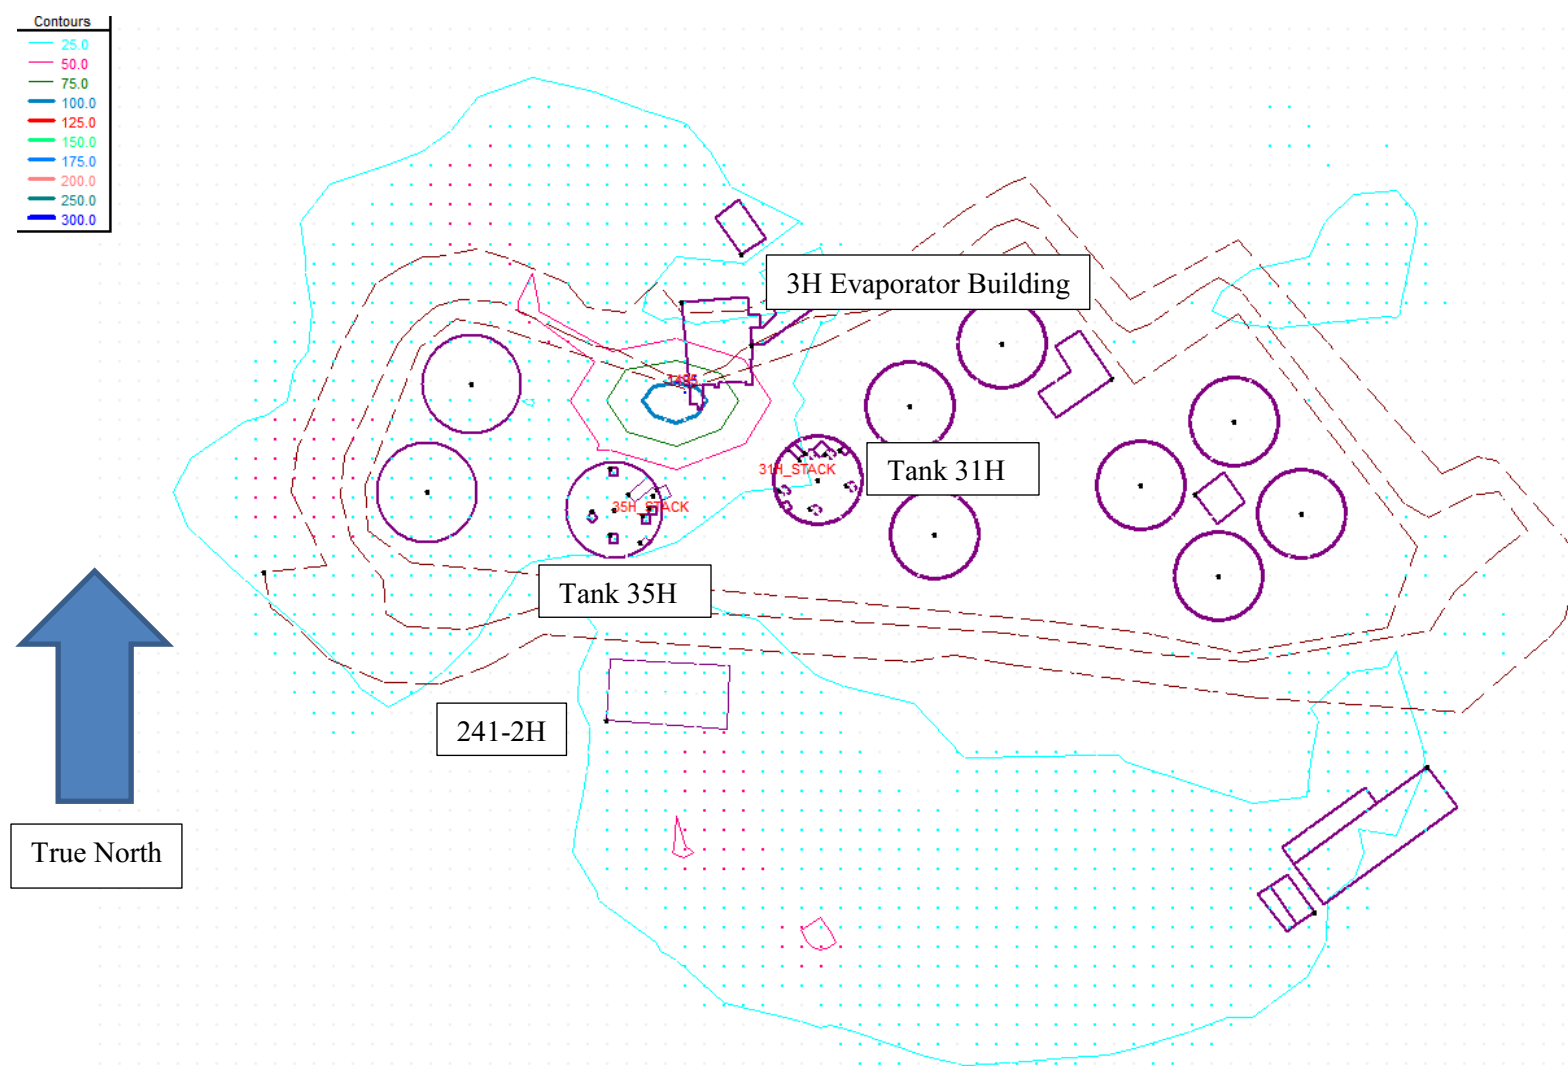 Contours
25.0
50.0
75.0
100.0
125.0
150.0
175.0
200.0
250.0
300.0
3H Evaporator Building
31H_STACK
Tank 31H
35H_STACK
Tank 35H
241-2H
True North